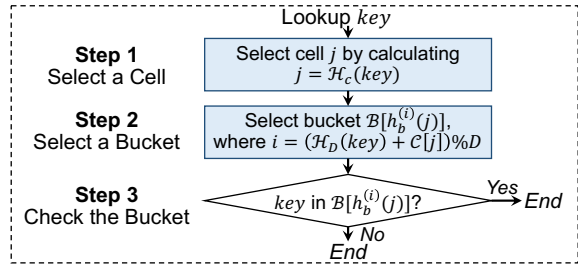 Lookup key
Step 1
Select a Cell
Select cell j by calculating
j = ℋ_c(key)
Step 2
Select a Bucket
Select bucket ℬ[h_b^(i)(j)],
where i = (ℋ_D(key) + 𝒞[j])%D
Step 3
Check the Bucket
key in ℬ[h_b^(i)(j)]?
Yes
End
No
End